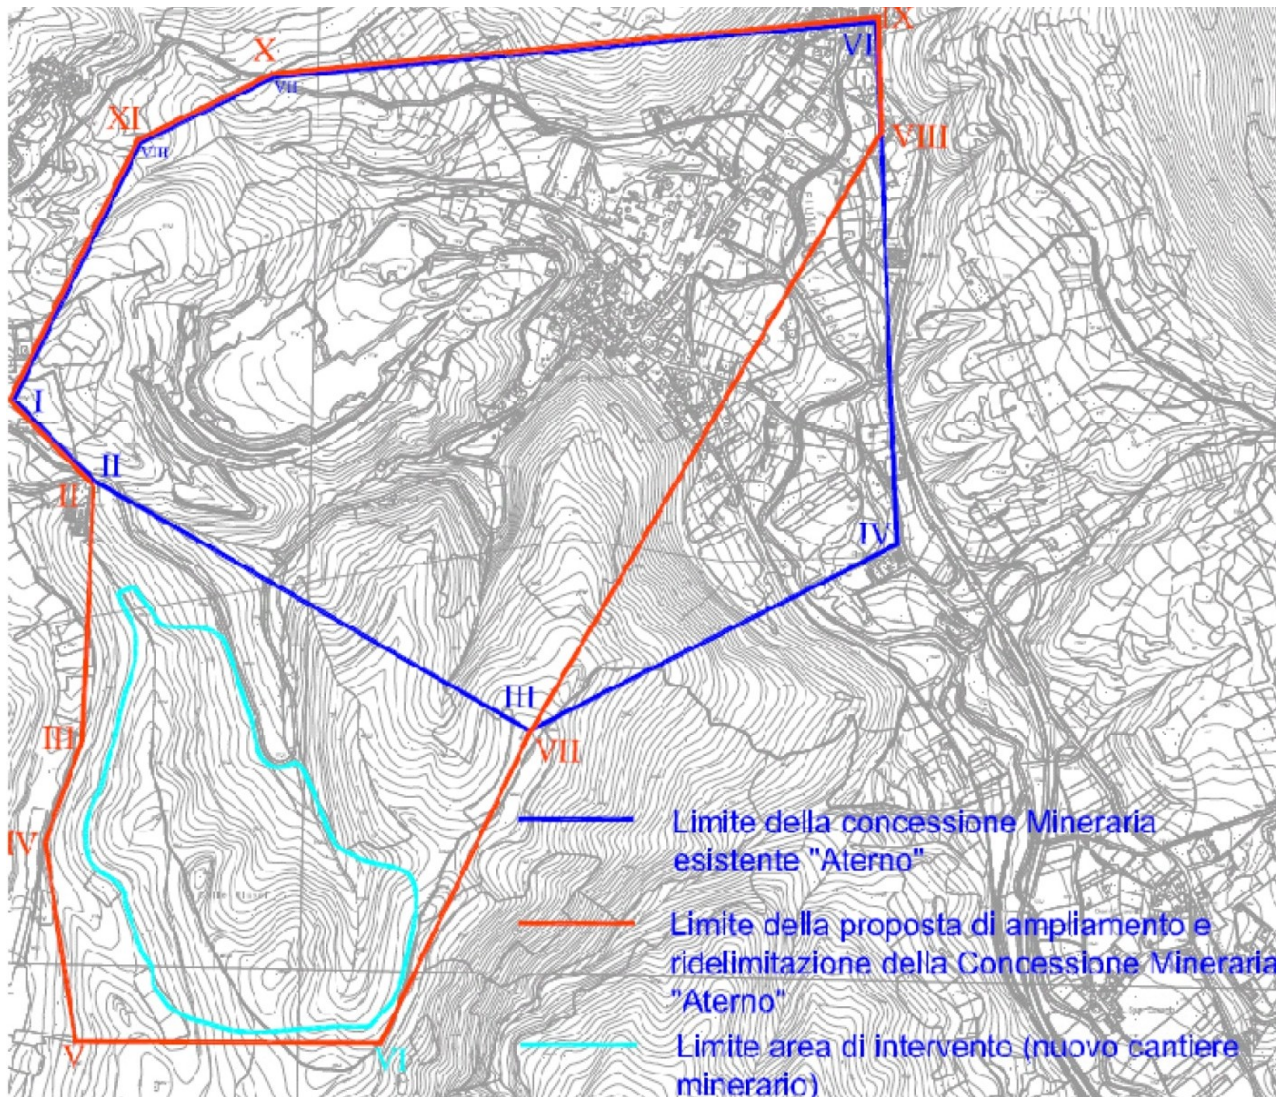 IX
VI
X
VII
XI
VIII
VIII
I
II
II
IV
III
III
VII
IV
V
VI
Limite della concessione Mineraria
esistente "Aterno"
Limite della proposta di ampliamento e
ridelimitazione della Concessione Mineraria
"Aterno"
Limite area di intervento (nuovo cantiere
minerario)